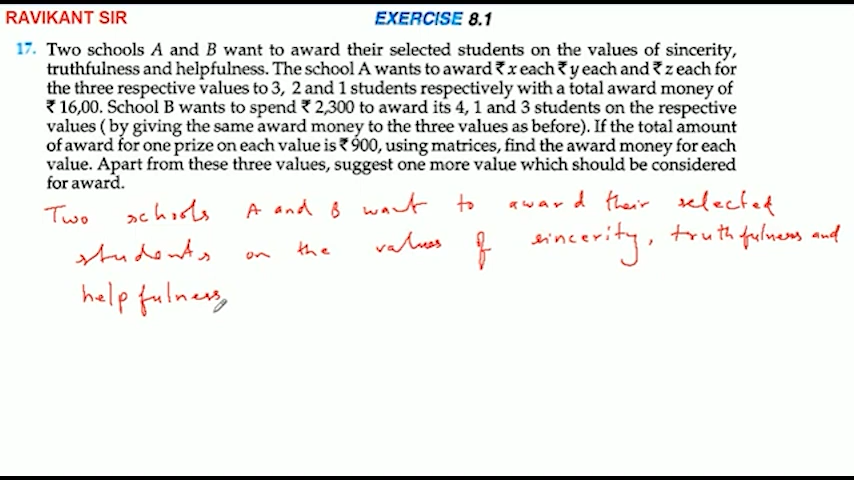 RAVIKANT SIR
EXERCISE 8.1
17. Two schools A and B want to award their selected students on the values of sincerity,
truthfulness and helpfulness. The school A wants to award ₹ x each ₹ y each and ₹ z each for
the three respective values to 3, 2 and 1 students respectively with a total award money of
₹ 16,00. School B wants to spend ₹ 2,300 to award its 4, 1 and 3 students on the respective
values ( by giving the same award money to the three values as before). If the total amount
of award for one prize on each value is ₹ 900, using matrices, find the award money for each
value. Apart from these three values, suggest one more value which should be considered
for award.
Two schools A and B want to award their selected
students on the values of sincerity, truthfulness and
helpfulness,